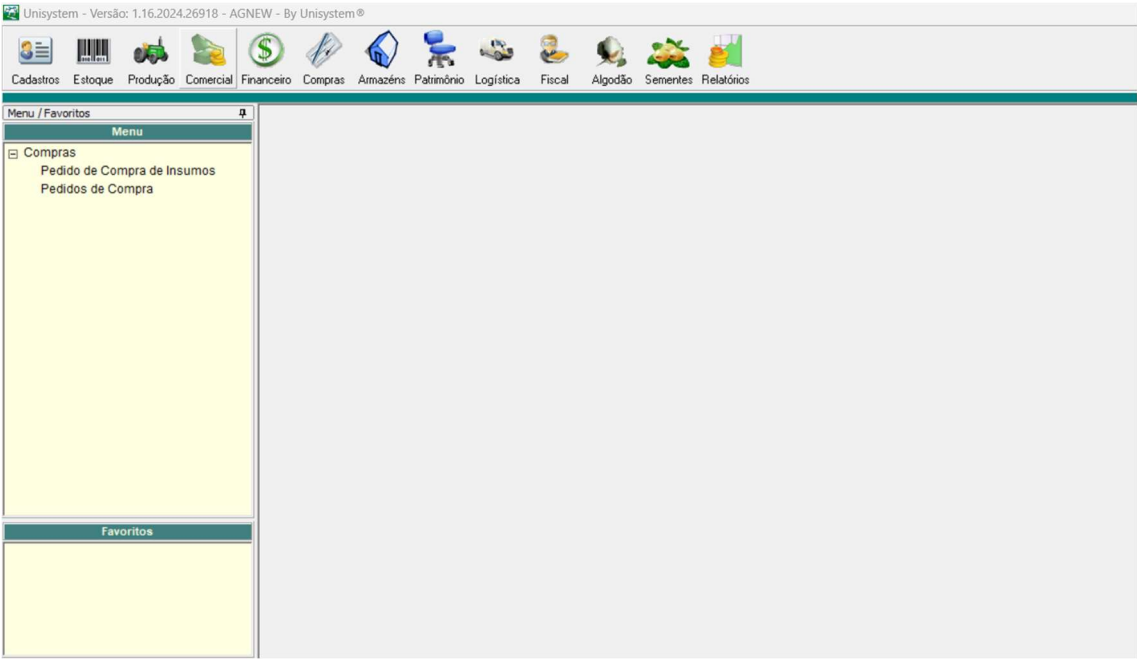 Unisystem - Versão: 1.16.2024.26918 - AGNEW - By Unisystem®
Cadastros Estoque Produção Comercial Financeiro Compras Armazéns Patrimônio Logística Fiscal Algodão Sementes Relatórios
Menu / Favoritos
Menu
Compras
Pedido de Compra de Insumos
Pedidos de Compra
Favoritos